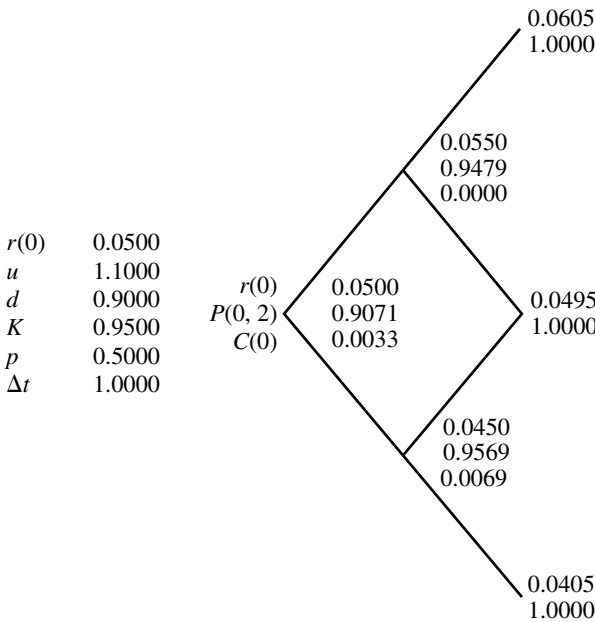 0.0605
1.0000
0.0550
0.9479
0.0000
r(0) 0.0500
u 1.1000
d 0.9000
K 0.9500
p 0.5000
Δt 1.0000
r(0) 0.0500
P(0, 2) 0.9071
C(0) 0.0033
0.0495
1.0000
0.0450
0.9569
0.0069
0.0405
1.0000